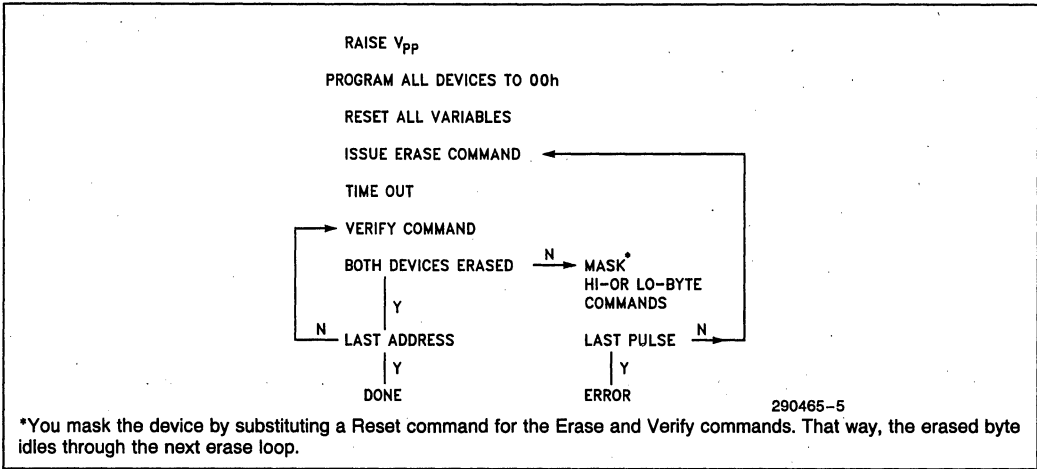 RAISE VPP
PROGRAM ALL DEVICES TO 00h
RESET ALL VARIABLES
ISSUE ERASE COMMAND
TIME OUT
VERIFY COMMAND
BOTH DEVICES ERASED
N
MASK*
HI-OR LO-BYTE
COMMANDS
Y
N
LAST ADDRESS
LAST PULSE
N
Y
Y
DONE
ERROR
290465-5
*You mask the device by substituting a Reset command for the Erase and Verify commands. That way, the erased byte
idles through the next erase loop.